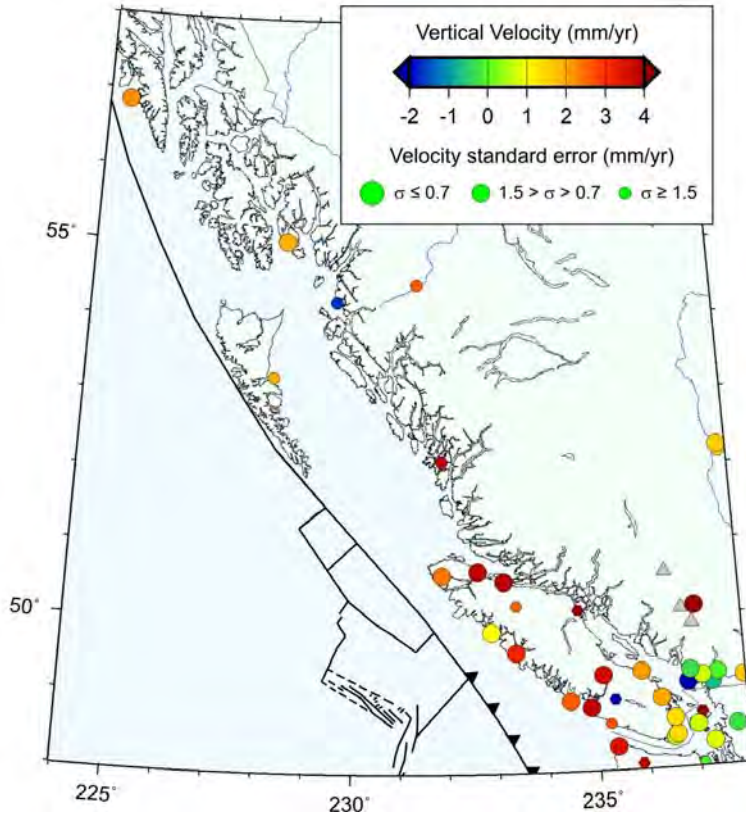 Vertical Velocity (mm/yr)
-2 -1 0 1 2 3 4
Velocity standard error (mm/yr)
σ ≤ 0.7 1.5 > σ > 0.7 σ ≥ 1.5
55°
50°
225° 230° 235°